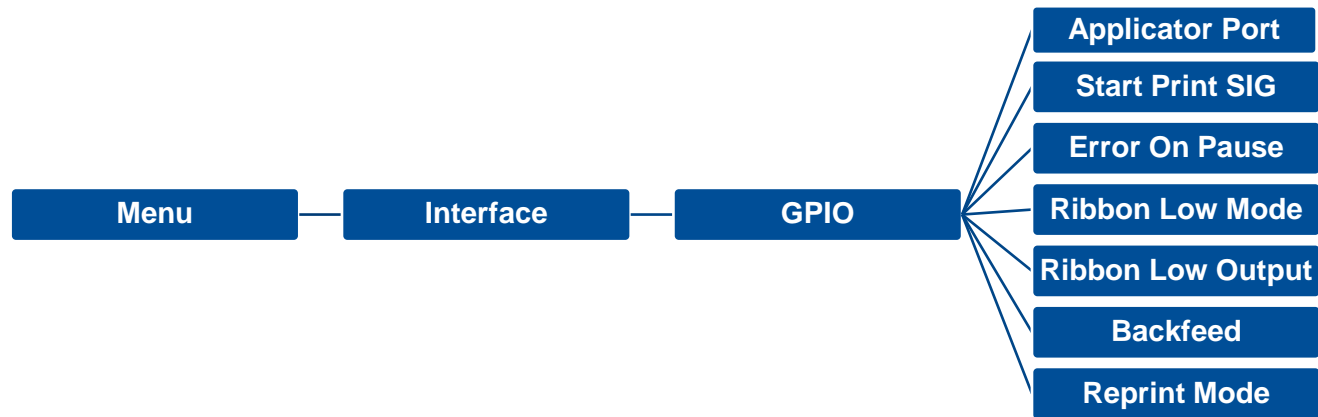 Menu
Interface
GPIO
Applicator Port
Start Print SIG
Error On Pause
Ribbon Low Mode
Ribbon Low Output
Backfeed
Reprint Mode